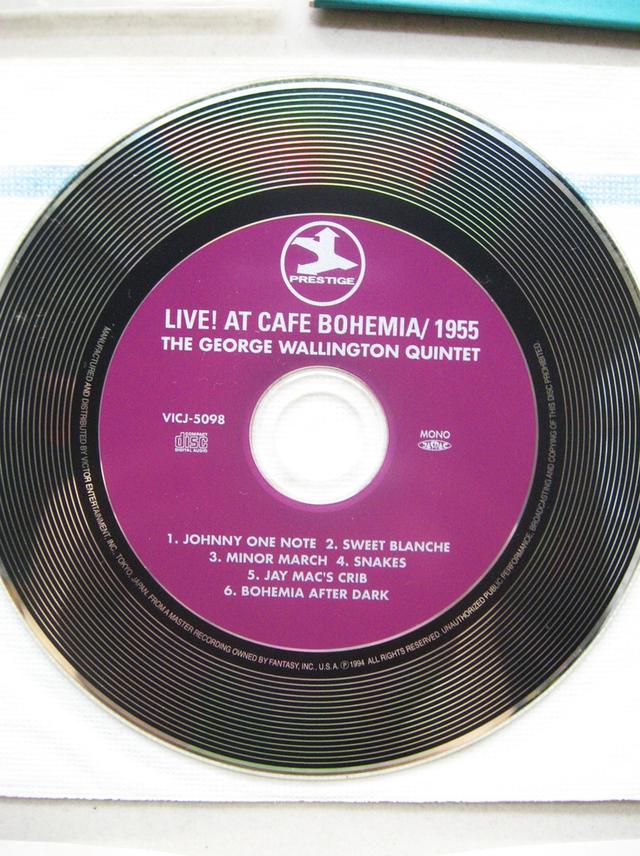 PRESTIGE
LIVE! AT CAFE BOHEMIA/1955
THE GEORGE WALLINGTON QUINTET
VICJ-5098
COMPACT
disc
DIGITAL AUDIO
MONO
JASRAC
1. JOHNNY ONE NOTE 2. SWEET BLANCHE
3. MINOR MARCH 4. SNAKES
5. JAY MAC'S CRIB
6. BOHEMIA AFTER DARK
MANUFACTURED AND DISTRIBUTED BY VICTOR ENTERTAINMENT, INC., TOKYO, JAPAN. FROM A MASTER RECORDING OWNED BY FANTASY, INC., U.S.A. Ⓟ1994 ALL RIGHTS RESERVED. UNAUTHORIZED PUBLIC PERFORMANCE, BROADCASTING AND COPYING OF THIS DISC PROHIBITED.